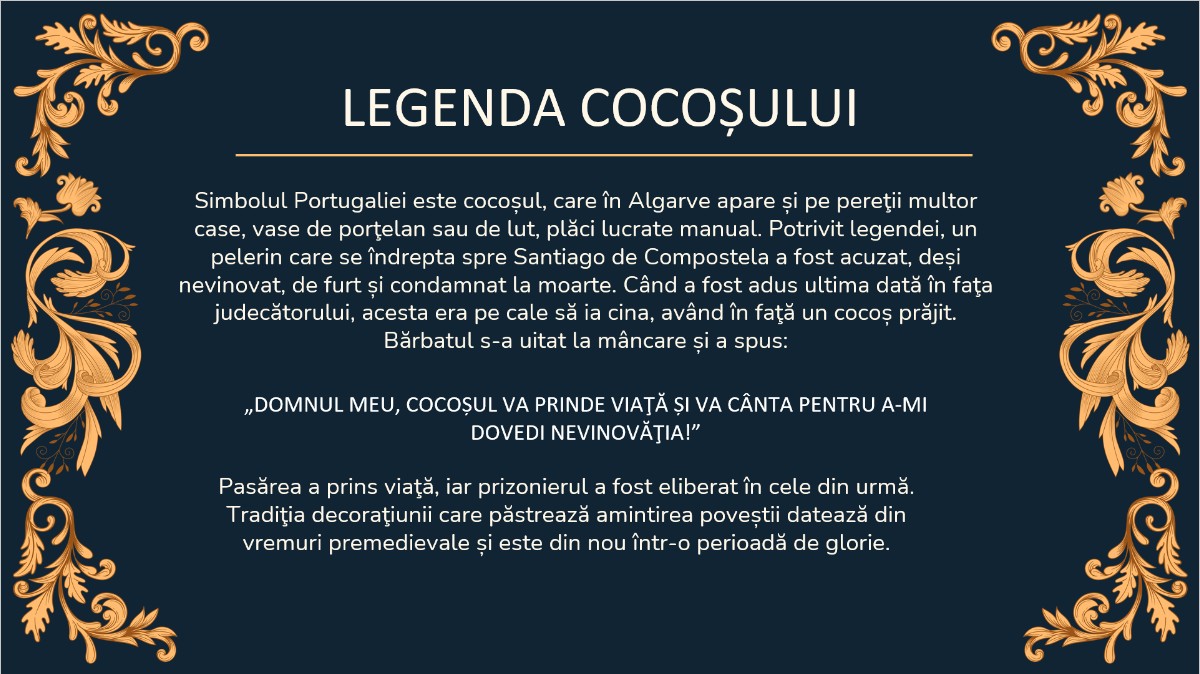 LEGENDA COCOȘULUI
Simbolul Portugaliei este cocoșul, care în Algarve apare și pe pereţii multor
case, vase de porţelan sau de lut, plăci lucrate manual. Potrivit legendei, un
pelerin care se îndrepta spre Santiago de Compostela a fost acuzat, deși
nevinovat, de furt și condamnat la moarte. Când a fost adus ultima dată în faţa
judecătorului, acesta era pe cale să ia cina, având în faţă un cocoș prăjit.
Bărbatul s-a uitat la mâncare și a spus:
„DOMNUL MEU, COCOȘUL VA PRINDE VIAŢĂ ȘI VA CÂNTA PENTRU A-MI
DOVEDI NEVINOVĂŢIA!”
Pasărea a prins viaţă, iar prizonierul a fost eliberat în cele din urmă.
Tradiţia decoraţiunii care păstrează amintirea poveștii datează din
vremuri premedievale și este din nou într-o perioadă de glorie.